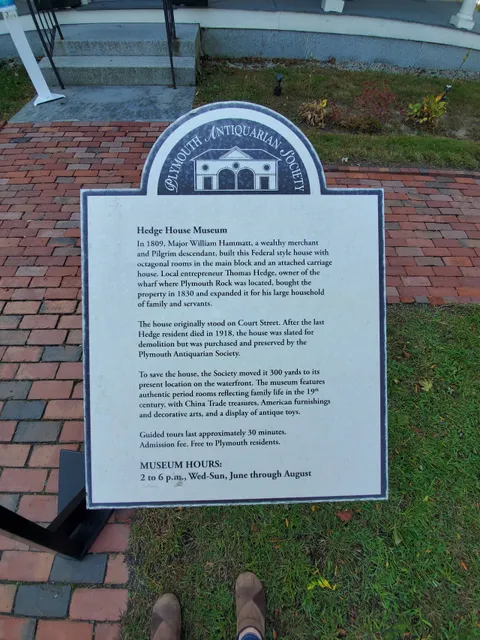 PLYMOUTH ANTIQUARIAN SOCIETY
Hedge House Museum
In 1809, Major William Hammatt, a wealthy merchant
and Pilgrim descendant, built this Federal style house with
octagonal rooms in the main block and an attached carriage
house. Local entrepreneur Thomas Hedge, owner of the
wharf where Plymouth Rock was located, bought the
property in 1830 and expanded it for his large household
of family and servants.
The house originally stood on Court Street. After the last
Hedge resident died in 1918, the house was slated for
demolition but was purchased and preserved by the
Plymouth Antiquarian Society.
To save the house, the Society moved it 300 yards to its
present location on the waterfront. The museum features
authentic period rooms reflecting family life in the 19th
century, with China Trade treasures, American furnishings
and decorative arts, and a display of antique toys.
Guided tours last approximately 30 minutes.
Admission fee. Free to Plymouth residents.
MUSEUM HOURS:
2 to 6 p.m., Wed-Sun, June through August